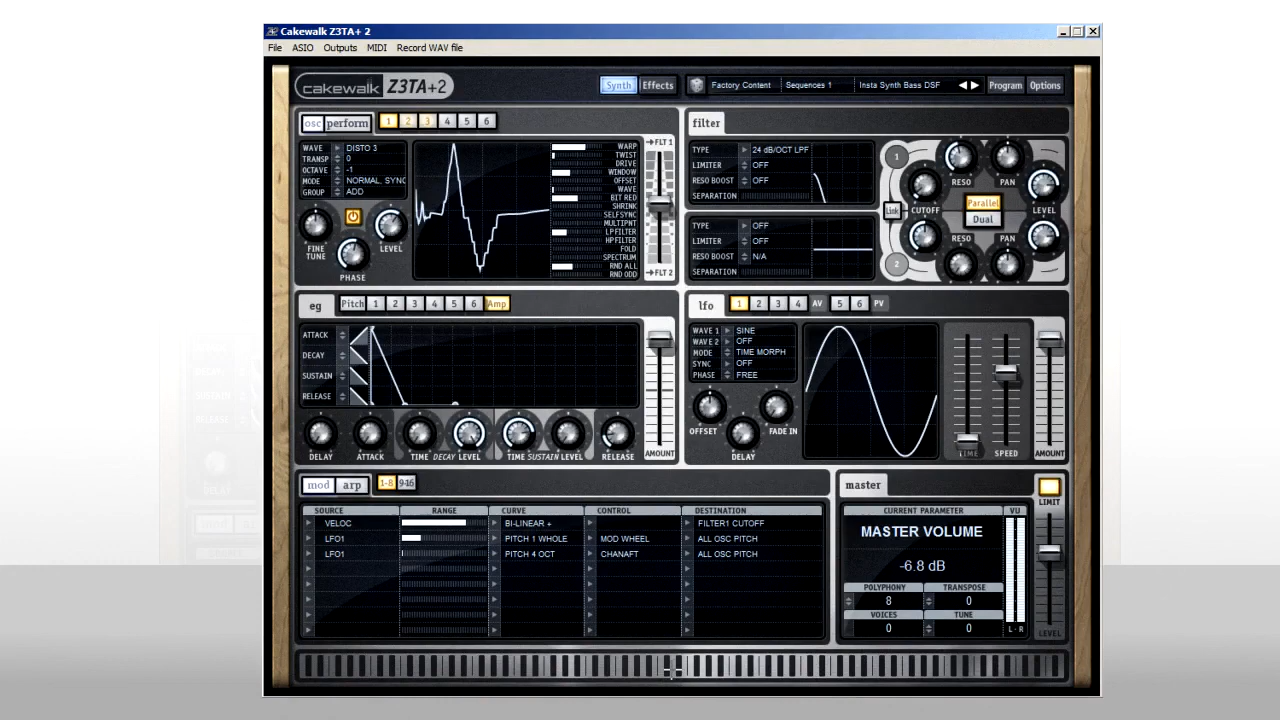 Cakewalk Z3TA+ 2
File ASIO Outputs MIDI Record WAV file
cakewalk Z3TA+2
Synth Effects Factory Content Sequences 1 Insta Synth Bass DSF Program Options
osc perform 1 2 3 4 5 6
WAVE DISTO 3
TRANSP 0
OCTAVE -1
MODE NORMAL, SYNC
GROUP ADD
FINE TUNE
PHASE
LEVEL
WARP
TWIST
DRIVE
WINDOW
OFFSET
WAVE
BIT RED
SHRINK
SELFSYNC
MULTIPNT
LPFILTER
HPFILTER
FOLD
SPECTRUM
RND ALL
RND ODD
FLT 1
FLT 2
filter
TYPE 24 dB/OCT LPF
LIMITER OFF
RESO BOOST OFF
SEPARATION
TYPE OFF
LIMITER OFF
RESO BOOST N/A
SEPARATION
1
RESO PAN
Link CUTOFF Parallel LEVEL
Dual
RESO PAN
2
eg Pitch 1 2 3 4 5 6 Amp
ATTACK
DECAY
SUSTAIN
RELEASE
DELAY ATTACK TIME DECAY LEVEL TIME SUSTAIN LEVEL RELEASE AMOUNT
lfo 1 2 3 4 AV 5 6 PV
WAVE 1 SINE
WAVE 2 OFF
MODE TIME MORPH
SYNC OFF
PHASE FREE
OFFSET FADE IN
DELAY
TIME SPEED AMOUNT
mod arp 1-8 9-16
SOURCE RANGE CURVE CONTROL DESTINATION
VELOC BI-LINEAR + FILTER1 CUTOFF
LFO1 PITCH 1 WHOLE MOD WHEEL ALL OSC PITCH
LFO1 PITCH 4 OCT CHANAFT ALL OSC PITCH
master
LIMIT
CURRENT PARAMETER VU
MASTER VOLUME
-6.8 dB
POLYPHONY TRANSPOSE
8 0
VOICES TUNE
0 0
L - R
LEVEL